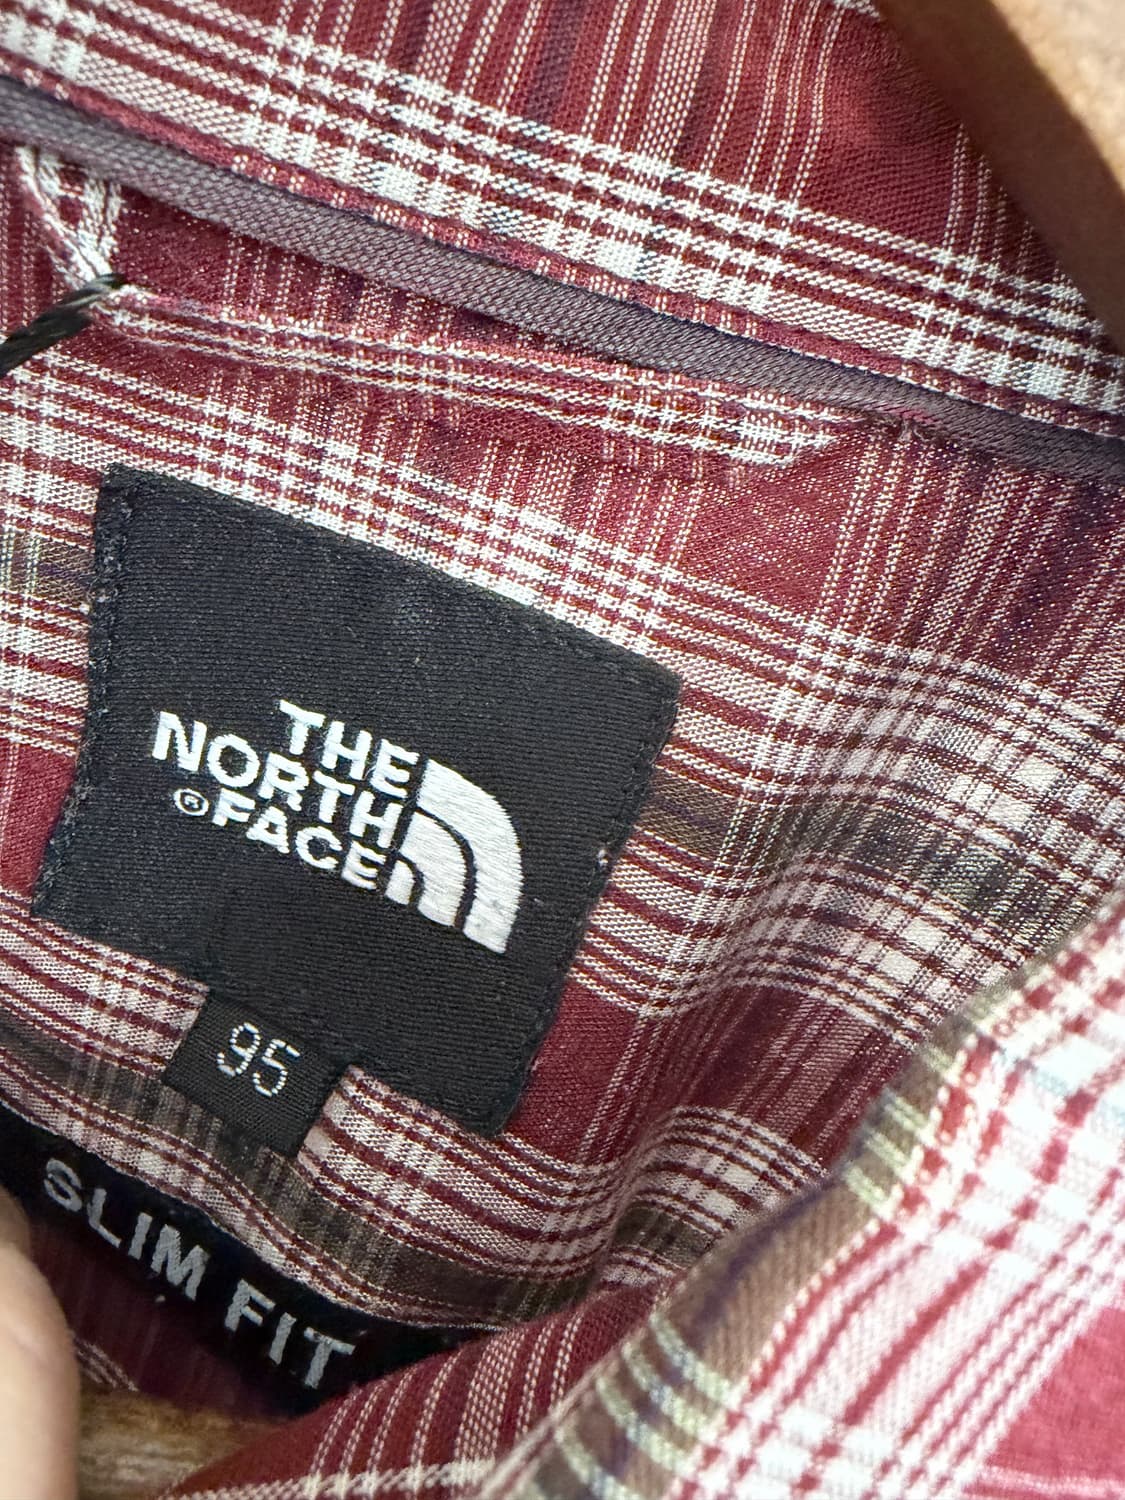 THE
NORTH
®FACE
95
SLIM FIT